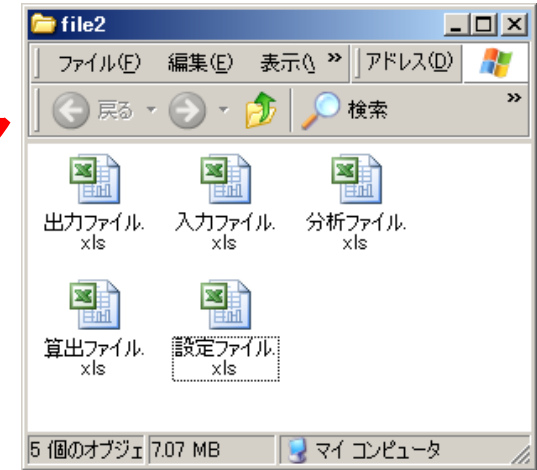 file2
ファイル(F) 編集(E) 表示(V » アドレス(D)
戻る 検索 »
出力ファイル.
xls
入力ファイル.
xls
分析ファイル.
xls
算出ファイル.
xls
設定ファイル.
xls
5 個のオブジェ 7.07 MB マイ コンピュータ